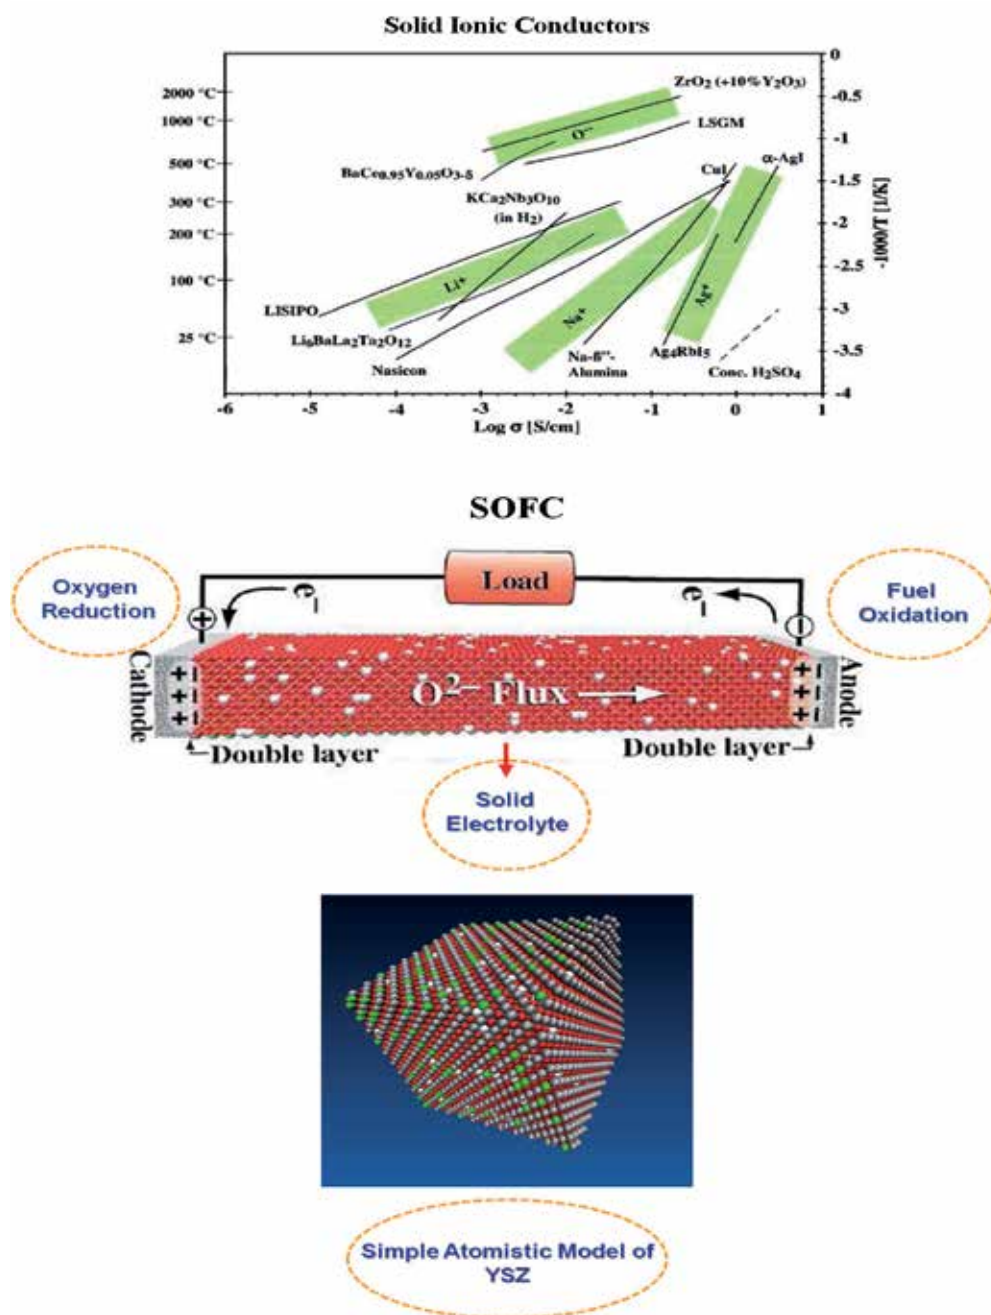 Solid Ionic Conductors
2000 °C
1000 °C
500 °C
300 °C
200 °C
100 °C
25 °C
ZrO2 (+10%Y2O3)
O--
LSGM
BaCe0.95Y0.05O3-δ
CuI
α-AgI
KCa2Nb3O10
(in H2)
Li+
LISIPO
Na+
Ag+
Li6BaLa2Ta2O12
Nasicon
Na-ß''-
Alumina
Ag4RbI5
Conc. H2SO4
0
-0.5
-1
-1.5
-2
-2.5
-3
-3.5
-4
-1000/T [1/K]
-6
-5
-4
-3
-2
-1
0
1
Log σ [S/cm]
SOFC
Oxygen
Reduction
e–
Load
e–
Fuel
Oxidation
+
–
Cathode
+ –
+ –
+ –
O2– Flux
+ –
+ –
+ –
Anode
Double layer
Double layer
Solid
Electrolyte
Simple Atomistic Model of
YSZ